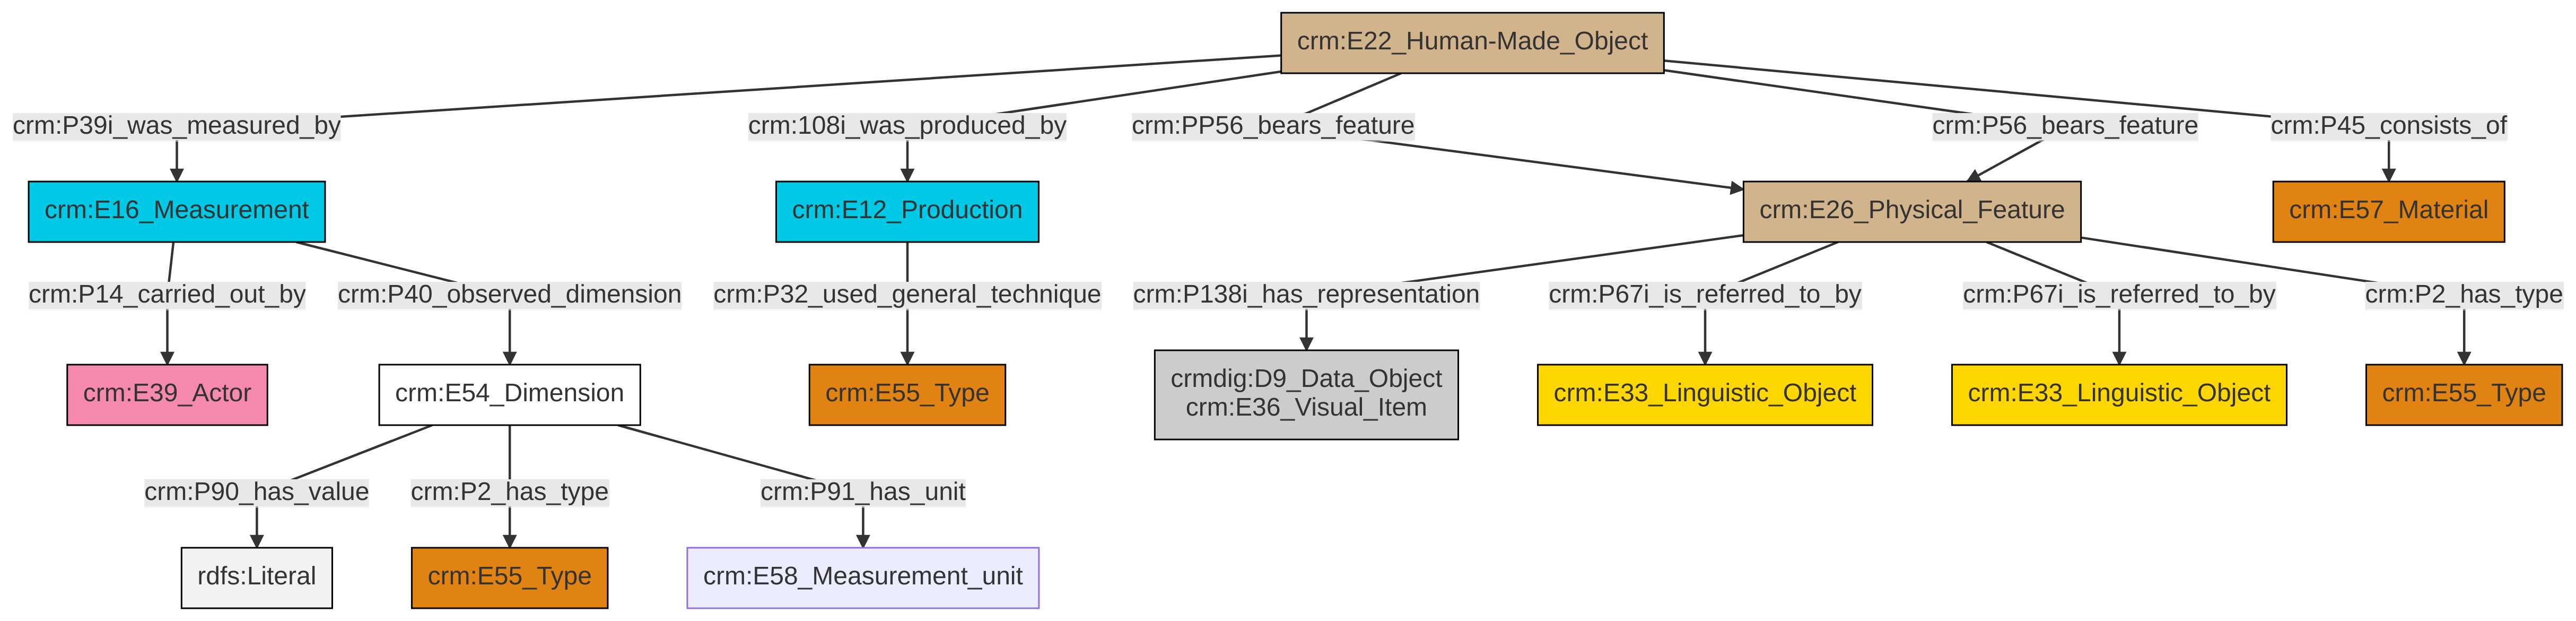 crm:E22_Human-Made_Object
crm:P39i_was_measured_by
crm:108i_was_produced_by
crm:PP56_bears_feature
crm:P56_bears_feature
crm:P45_consists_of
crm:E16_Measurement
crm:E12_Production
crm:E26_Physical_Feature
crm:E57_Material
crm:P14_carried_out_by
crm:P40_observed_dimension
crm:P32_used_general_technique
crm:P138i_has_representation
crm:P67i_is_referred_to_by
crm:P67i_is_referred_to_by
crm:P2_has_type
crm:E39_Actor
crm:E54_Dimension
crm:E55_Type
crmdig:D9_Data_Object
crm:E36_Visual_Item
crm:E33_Linguistic_Object
crm:E33_Linguistic_Object
crm:E55_Type
crm:P90_has_value
crm:P2_has_type
crm:P91_has_unit
rdfs:Literal
crm:E55_Type
crm:E58_Measurement_unit